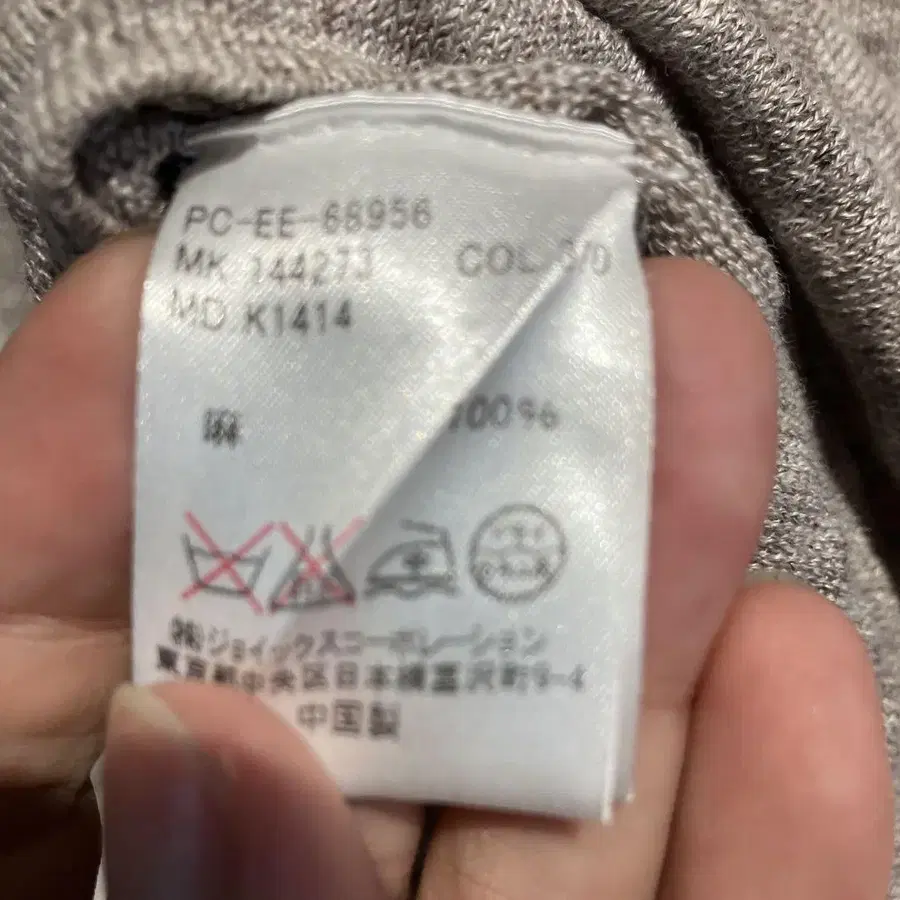 PC-EE-68956
MK 144273 COL. 370
MD K1414
麻 100%
(株)ジョイックスコーポレーション
東京都中央区日本橋富沢町9-4
中国製